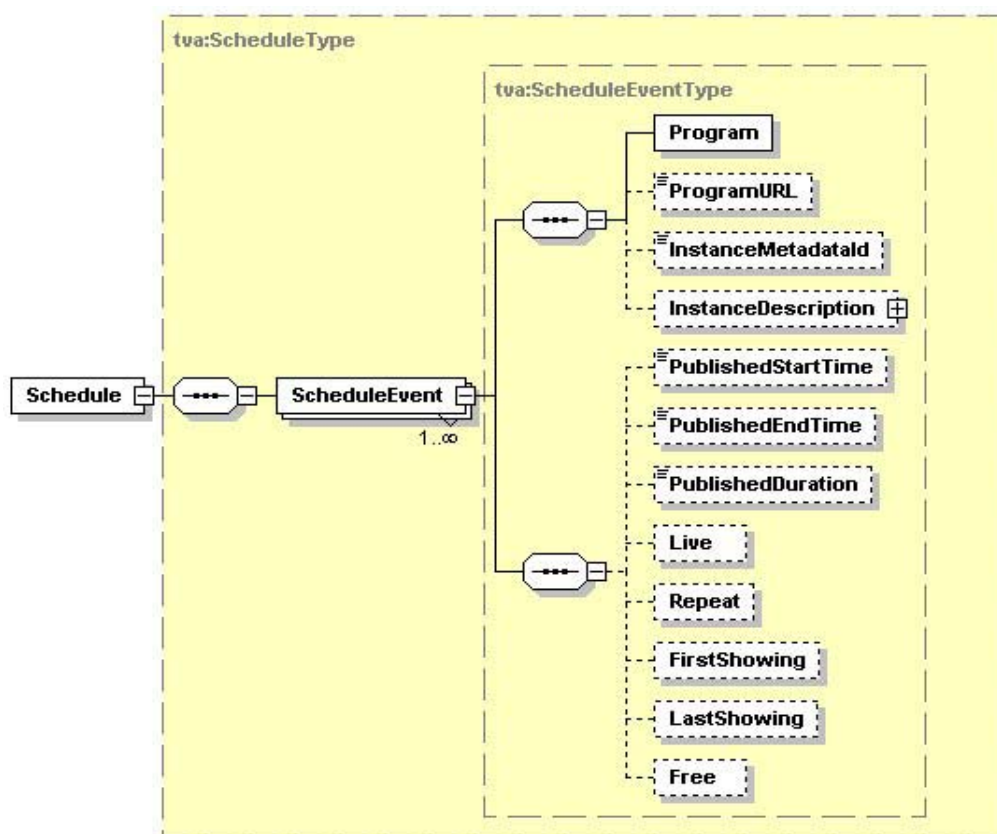 tva:ScheduleType
tva:ScheduleEventType
Program
ProgramURL
InstanceMetadataId
InstanceDescription
PublishedStartTime
Schedule
ScheduleEvent
1..∞
PublishedEndTime
PublishedDuration
Live
Repeat
FirstShowing
LastShowing
Free